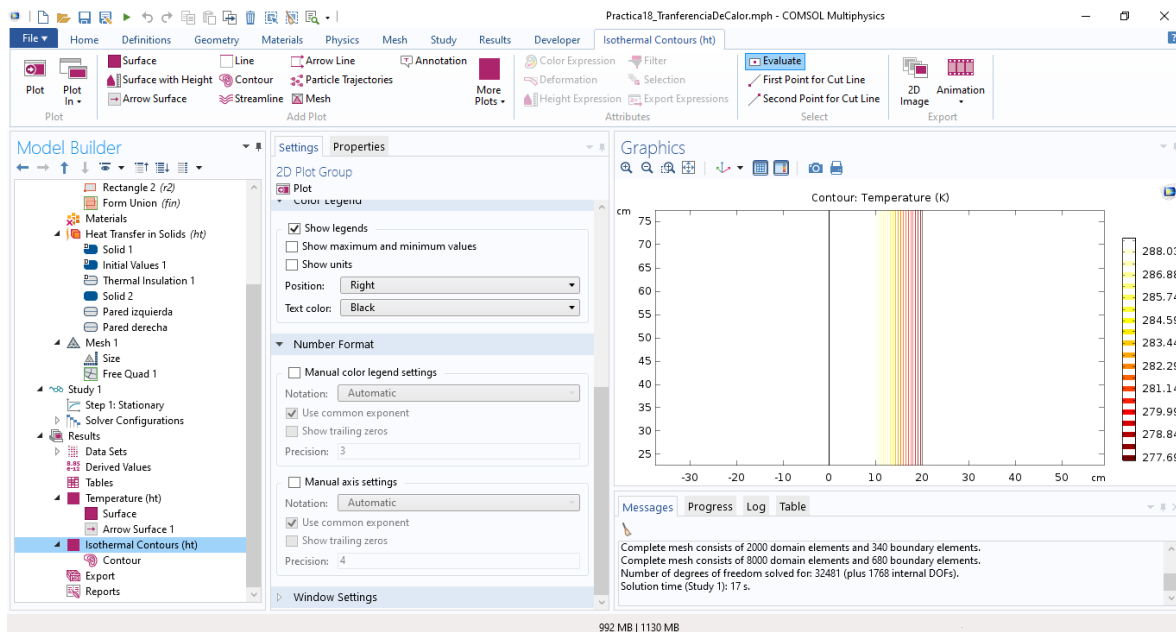 Practica18_TranferenciaDeCalor.mph - COMSOL Multiphysics
File Home Definitions Geometry Materials Physics Mesh Study Results Developer Isothermal Contours (ht)
Plot
Plot In
Plot
Surface Line Arrow Line Annotation
Surface with Height Contour Particle Trajectories
Arrow Surface Streamline Mesh
More Plots
Add Plot
Color Expression Filter
Deformation Selection
Height Expression Export Expressions
Attributes
Evaluate
First Point for Cut Line
Second Point for Cut Line
Select
2D Image
Animation
Export
Model Builder
Rectangle 2 (r2)
Form Union (fin)
Materials
Heat Transfer in Solids (ht)
Solid 1
Initial Values 1
Thermal Insulation 1
Solid 2
Pared izquierda
Pared derecha
Mesh 1
Size
Free Quad 1
Study 1
Step 1: Stationary
Solver Configurations
Results
Data Sets
8.85
e-12
Derived Values
Tables
Temperature (ht)
Surface
Arrow Surface 1
Isothermal Contours (ht)
Contour
Export
Reports
Settings Properties
2D Plot Group
Plot
Color Legend
Show legends
Show maximum and minimum values
Show units
Position: Right
Text color: Black
Number Format
Manual color legend settings
Notation: Automatic
Use common exponent
Show trailing zeros
Precision: 3
Manual axis settings
Notation: Automatic
Use common exponent
Show trailing zeros
Precision: 4
Window Settings
Graphics
Contour: Temperature (K)
cm
75
70
65
60
55
50
45
40
35
30
25
-30 -20 -10 0 10 20 30 40 50 cm
288.03
286.88
285.74
284.59
283.44
282.29
281.14
279.99
278.84
277.69
Messages Progress Log Table
Complete mesh consists of 2000 domain elements and 340 boundary elements.
Complete mesh consists of 8000 domain elements and 680 boundary elements.
Number of degrees of freedom solved for: 32481 (plus 1768 internal DOFs).
Solution time (Study 1): 17 s.
992 MB | 1130 MB